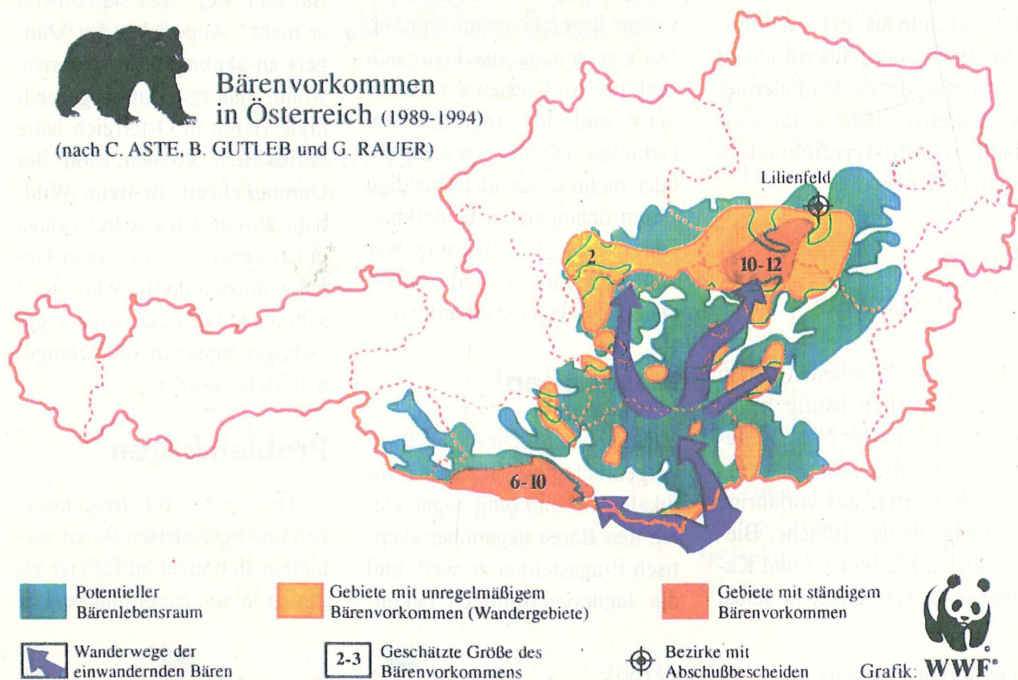 Bärenvorkommen
in Österreich (1989-1994)
(nach C. ASTE, B. GUTLEB und G. RAUER)
Lilienfeld
2
10-12
6-10
Potentieller
Bärenlebensraum
Gebiete mit unregelmäßigem
Bärenvorkommen (Wandergebiete)
Gebiete mit ständigem
Bärenvorkommen
Wanderwege der
einwandernden Bären
2-3
Geschätzte Größe des
Bärenvorkommens
Bezirke mit
Abschußbescheiden
Grafik:
WWF